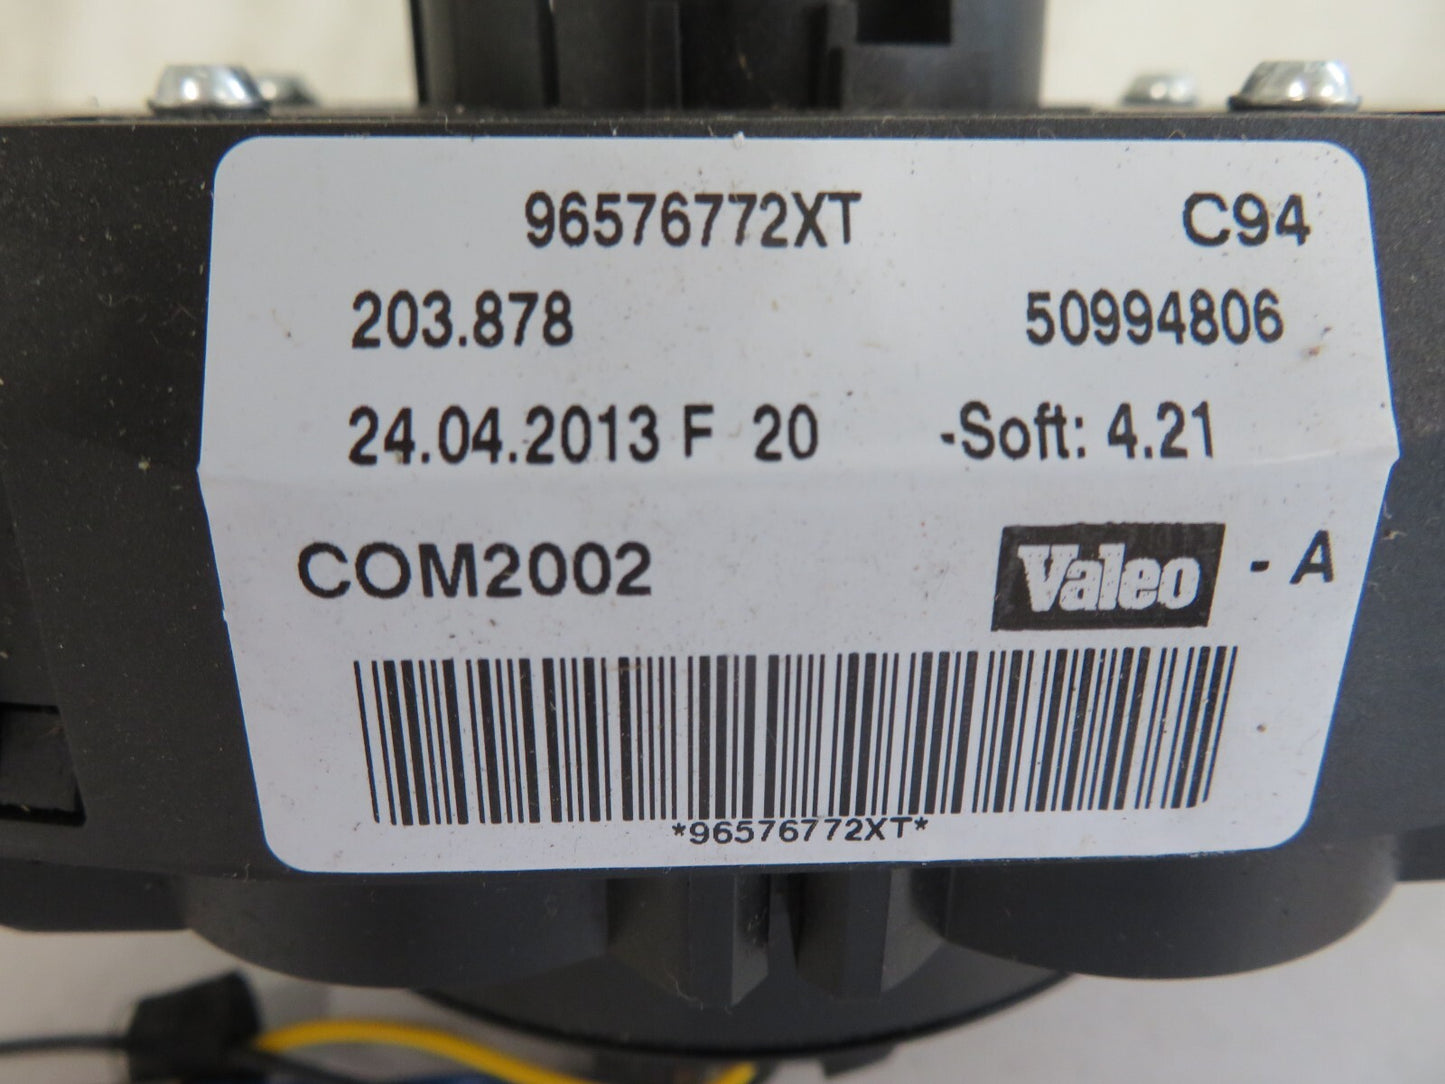 96576772XT C94
203.878 50994806
24.04.2013 F 20 -Soft: 4.21
COM2002 Valeo - A
*96576772XT*